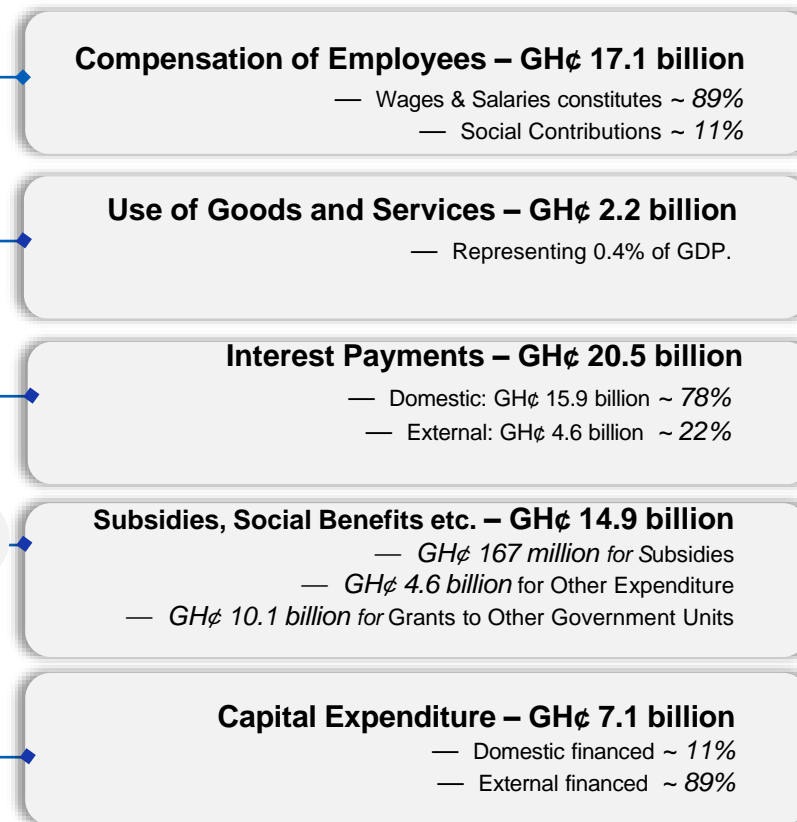 Compensation of Employees – GH¢ 17.1 billion
— Wages & Salaries constitutes ~ 89%
— Social Contributions ~ 11%
Use of Goods and Services – GH¢ 2.2 billion
— Representing 0.4% of GDP.
Interest Payments – GH¢ 20.5 billion
— Domestic: GH¢ 15.9 billion ~ 78%
— External: GH¢ 4.6 billion ~ 22%
Subsidies, Social Benefits etc. – GH¢ 14.9 billion
— GH¢ 167 million for Subsidies
— GH¢ 4.6 billion for Other Expenditure
— GH¢ 10.1 billion for Grants to Other Government Units
Capital Expenditure – GH¢ 7.1 billion
— Domestic financed ~ 11%
— External financed ~ 89%